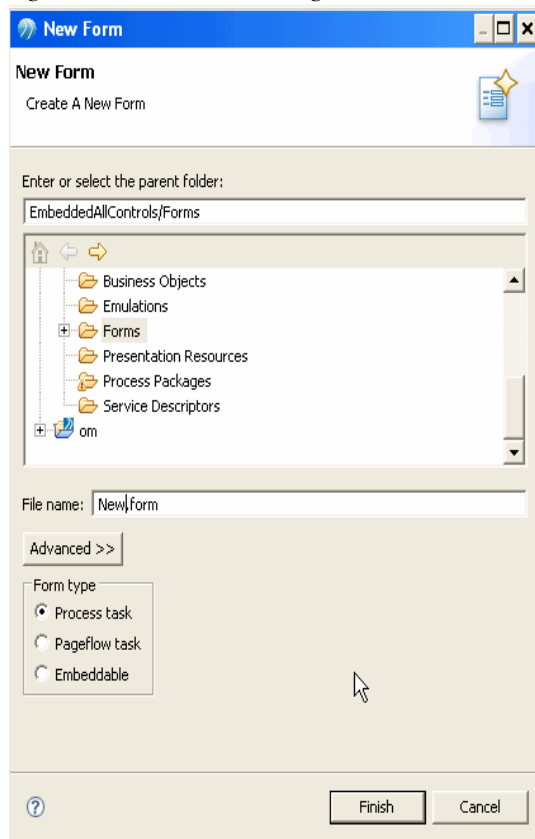 New Form
New Form
Create A New Form
Enter or select the parent folder:
EmbeddedAllControls/Forms
Business Objects
Emulations
Forms
Presentation Resources
Process Packages
Service Descriptors
om
File name: New.form
Advanced >>
Form type
Process task
Pageflow task
Embeddable
Finish Cancel